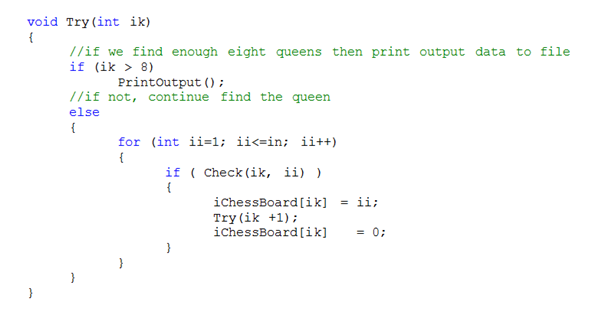 void Try(int ik)
{
//if we find enough eight queens then print output data to file
if (ik > 8)
PrintOutput();
//if not, continue find the queen
else
{
for (int ii=1; ii<=in; ii++)
{
if ( Check(ik, ii) )
{
iChessBoard[ik] = ii;
Try(ik +1);
iChessBoard[ik] = 0;
}
}
}
}